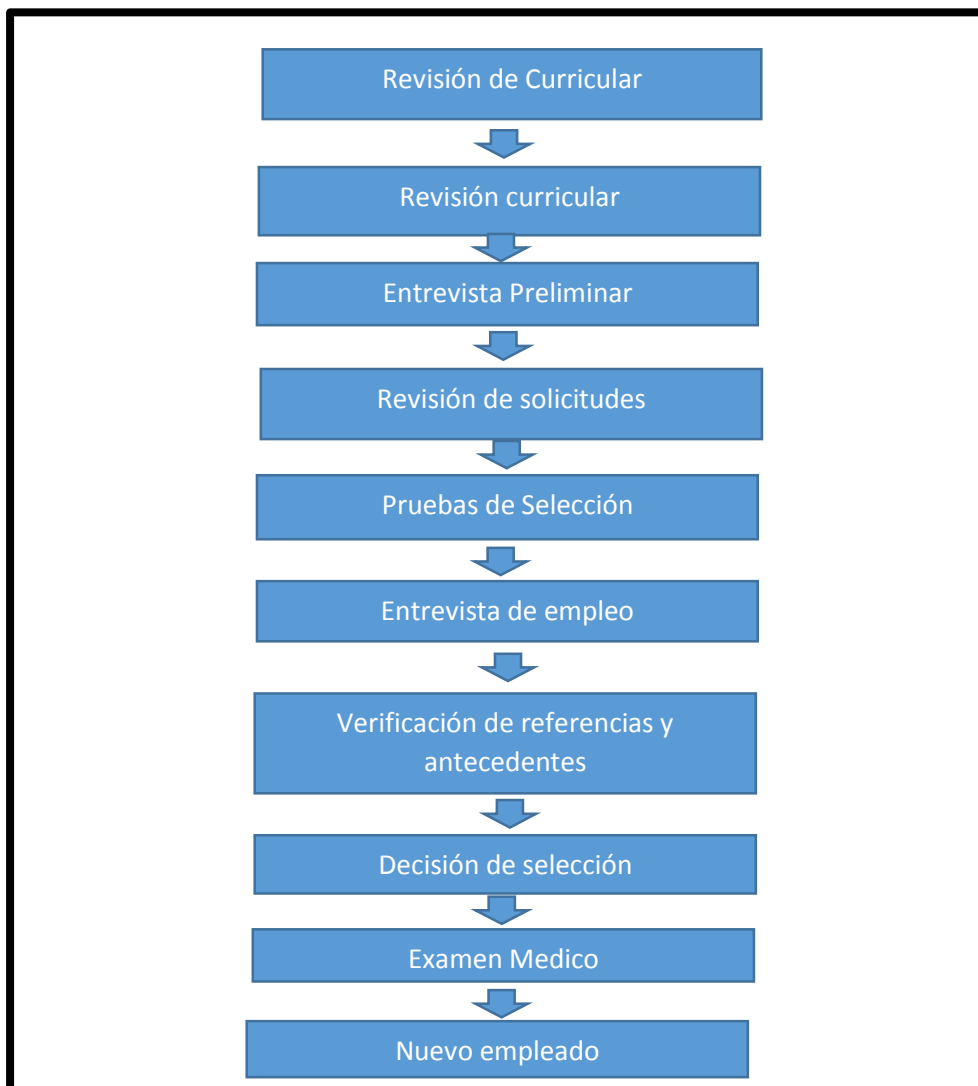 Revisión de Curricular
Revisión curricular
Entrevista Preliminar
Revisión de solicitudes
Pruebas de Selección
Entrevista de empleo
Verificación de referencias y
antecedentes
Decisión de selección
Examen Medico
Nuevo empleado